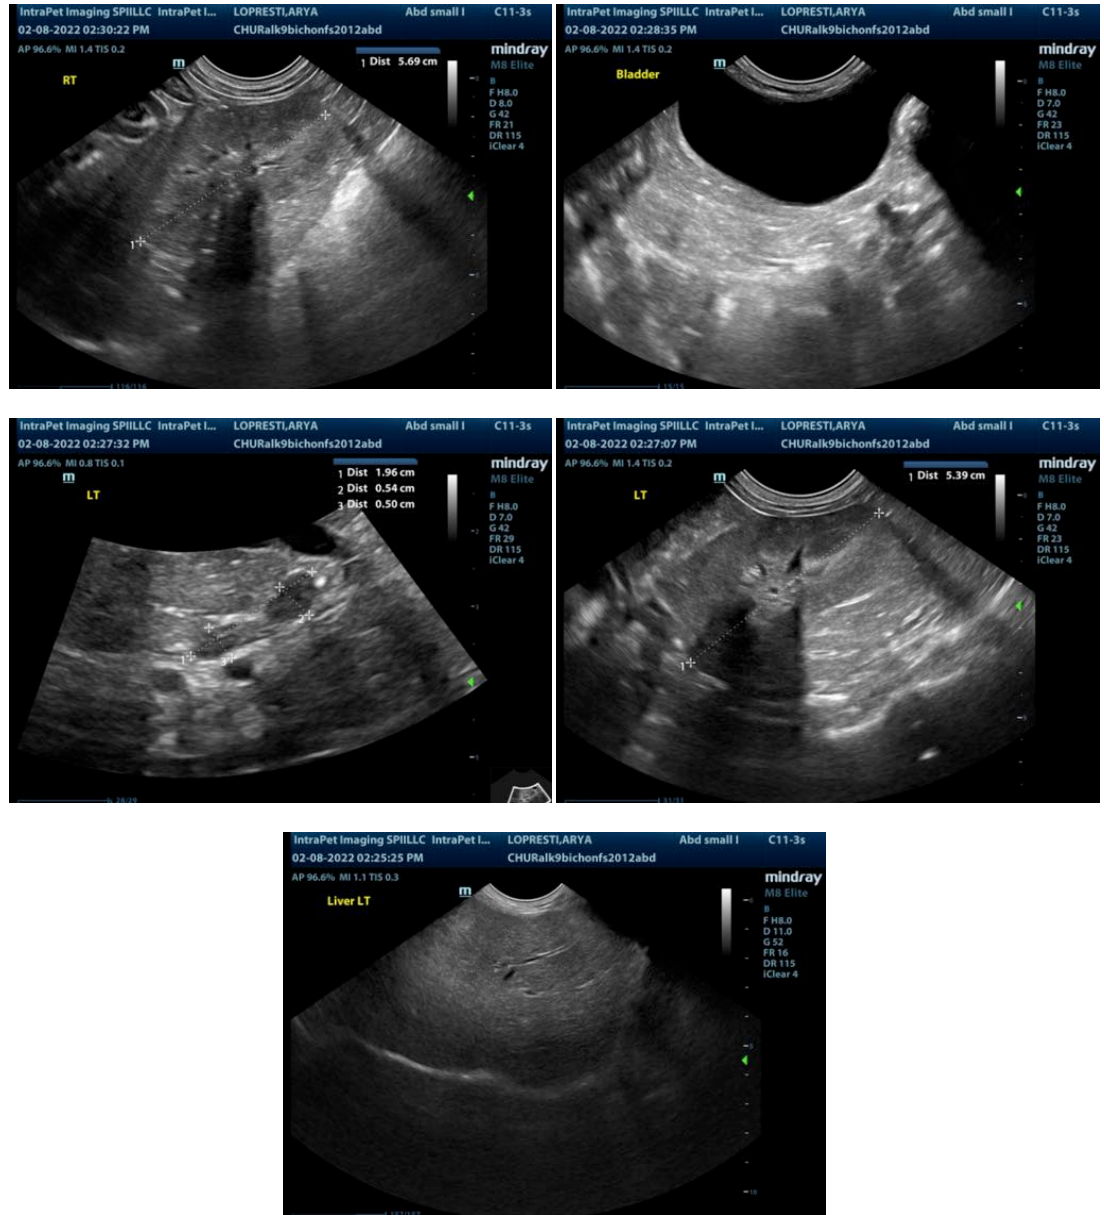 IntraPet Imaging SPIILLC IntraPet I... LOPRESTI,ARYA Abd small I C11-3s
02-08-2022 02:30:22 PM CHURalk9bichonfs2012abd
AP 96.6% MI 1.4 TIS 0.2
m
1 Dist 5.69 cm
mindray
M8 Elite
RT
B
F H8.0
D 8.0
G 42
FR 21
DR 115
iClear 4
1
116/116
IntraPet Imaging SPIILLC IntraPet I... LOPRESTI,ARYA Abd small I C11-3s
02-08-2022 02:28:35 PM CHURalk9bichonfs2012abd
AP 96.6% MI 1.4 TIS 0.2
m
mindray
M8 Elite
Bladder
B
F H8.0
D 7.0
G 42
FR 23
DR 115
iClear 4
15/15
IntraPet Imaging SPIILLC IntraPet I... LOPRESTI,ARYA Abd small I C11-3s
02-08-2022 02:27:32 PM CHURalk9bichonfs2012abd
AP 96.6% MI 0.8 TIS 0.1
m
1 Dist 1.96 cm
2 Dist 0.54 cm
3 Dist 0.50 cm
mindray
M8 Elite
LT
B
F H8.0
D 7.0
G 42
FR 29
DR 115
iClear 4
2
1
3
IntraPet Imaging SPIILLC IntraPet I... LOPRESTI,ARYA Abd small I C11-3s
02-08-2022 02:27:07 PM CHURalk9bichonfs2012abd
AP 96.6% MI 1.4 TIS 0.2
m
1 Dist 5.39 cm
mindray
M8 Elite
LT
B
F H8.0
D 7.0
G 42
FR 23
DR 115
iClear 4
1
IntraPet Imaging SPIILLC IntraPet I... LOPRESTI,ARYA Abd small I C11-3s
02-08-2022 02:25:25 PM CHURalk9bichonfs2012abd
AP 96.6% MI 1.1 TIS 0.3
m
mindray
M8 Elite
Liver LT
B
F H8.0
D 11.0
G 52
FR 16
DR 115
iClear 4